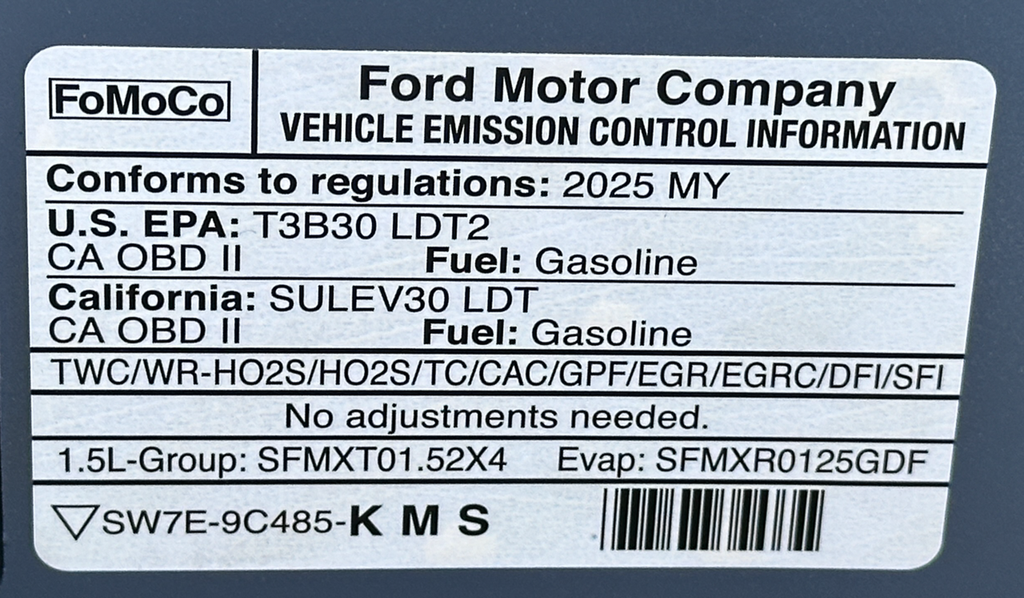 FoMoCo
Ford Motor Company
VEHICLE EMISSION CONTROL INFORMATION
Conforms to regulations: 2025 MY
U.S. EPA: T3B30 LDT2
CA OBD II Fuel: Gasoline
California: SULEV30 LDT
CA OBD II Fuel: Gasoline
TWC/WR-HO2S/HO2S/TC/CAC/GPF/EGR/EGRC/DFI/SFI
No adjustments needed.
1.5L-Group: SFMXT01.52X4 Evap: SFMXR0125GDF
SW7E-9C485-K M S